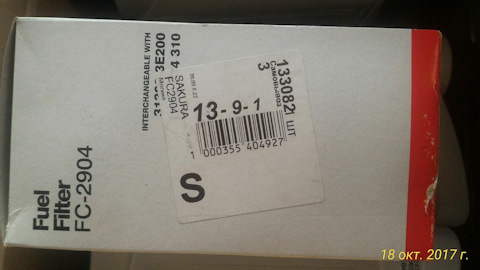 Fuel
Filter
FC-2904
INTERCHANGEABLE WITH
3E200
4 310
SAKURA
FC2904
13-9-1
1 000355 404927
S
1330821 ШТ
Самовывоз
3
18 окт. 2017 г.